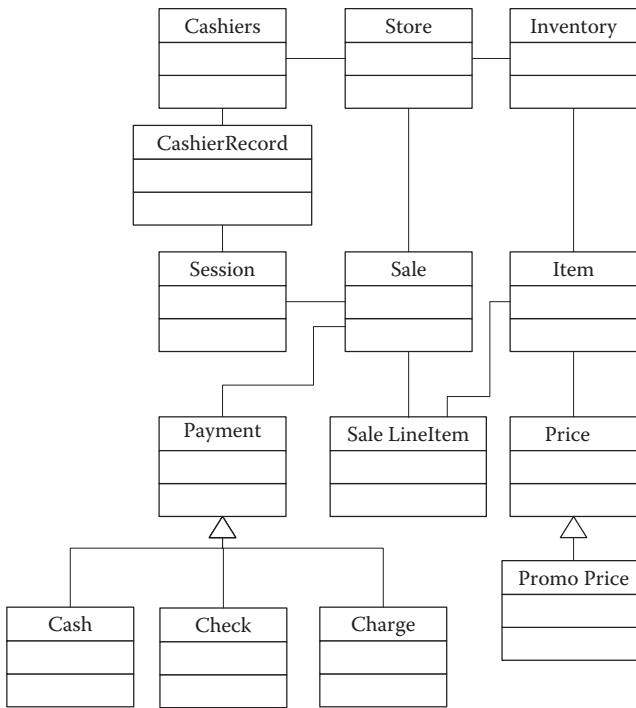 Cashiers
Store
Inventory
CashierRecord
Session
Sale
Item
Payment
Sale LineItem
Price
Promo Price
Cash
Check
Charge